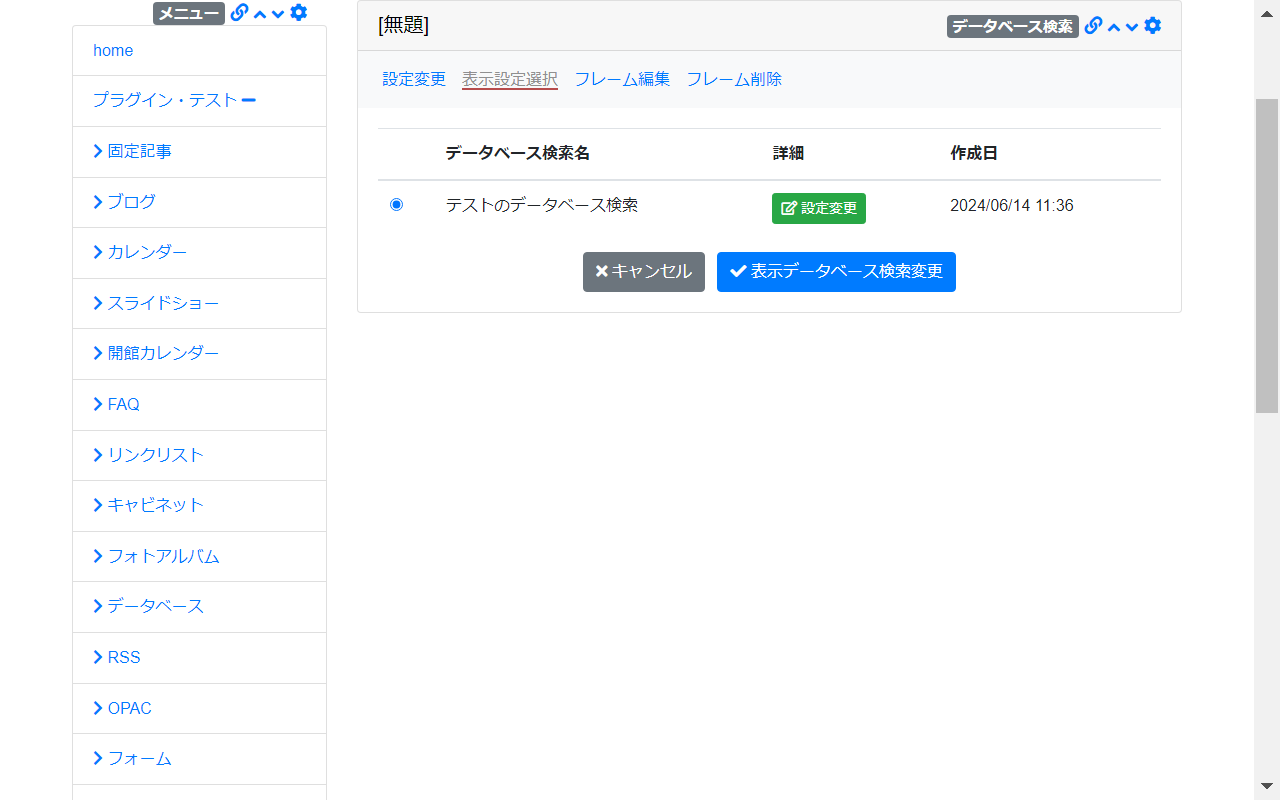 メニュー
home
プラグイン・テスト
固定記事
ブログ
カレンダー
スライドショー
開館カレンダー
FAQ
リンクリスト
キャビネット
フォトアルバム
データベース
RSS
OPAC
フォーム
[無題]
データベース検索
設定変更 表示設定選択 フレーム編集 フレーム削除
データベース検索名 詳細 作成日
テストのデータベース検索 設定変更 2024/06/14 11:36
キャンセル 表示データベース検索変更